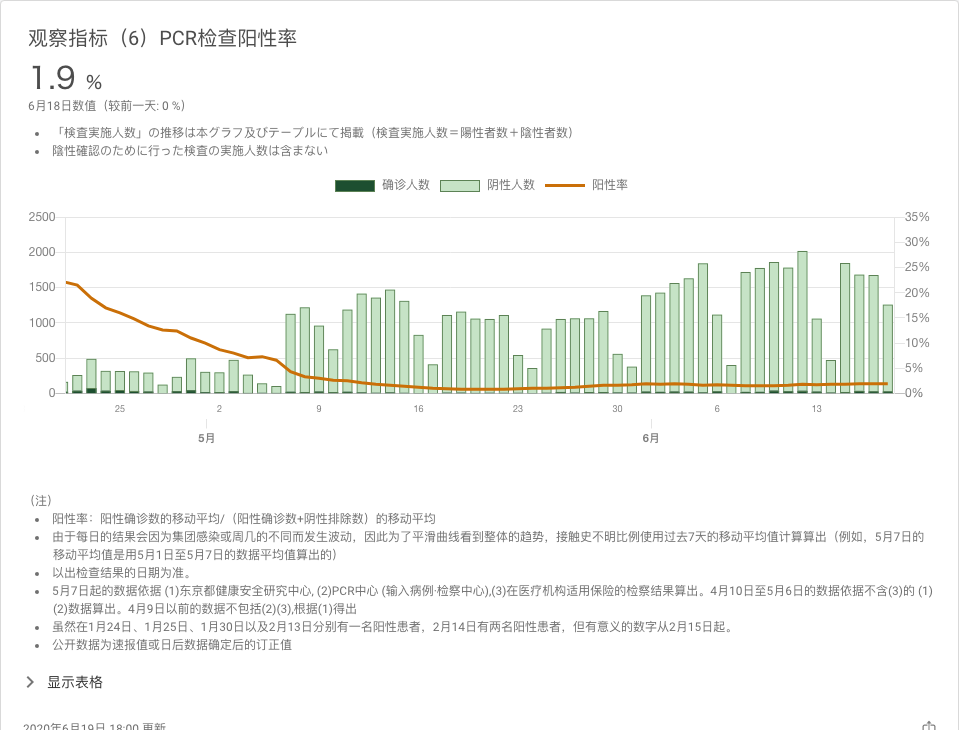 观察指标（6）PCR检查阳性率
1.9 %
6月18日数值（较前一天: 0 %）
「検査実施人数」の推移は本グラフ及びテーブルにて掲載（検査実施人数＝陽性者数＋陰性者数）
陰性確認のために行った検査の実施人数は含まない
确诊人数 阴性人数 阳性率
2500 35%
30%
2000
25%
1500 20%
1000 15%
10%
500
5%
0 0%
25 2 9 16 23 30 6 13
5月 6月
（注）
阳性率：阳性确诊数的移动平均/（阳性确诊数+阴性排除数）的移动平均
由于每日的结果会因为集团感染或周几的不同而发生波动，因此为了平滑曲线看到整体的趋势，接触史不明比例使用过去7天的移动平均值计算算出（例如，5月7日的
移动平均值是用5月1日至5月7日的数据平均值算出的）
以出检查结果的日期为准。
5月7日起的数据依据 (1)东京都健康安全研究中心, (2)PCR中心 (输入病例·检察中心),(3)在医疗机构适用保险的检察结果算出。4月10日至5月6日的数据依据不含(3)的 (1)
(2)数据算出。4月9日以前的数据不包括(2)(3),根据(1)得出
虽然在1月24日、1月25日、1月30日以及2月13日分别有一名阳性患者，2月14日有两名阳性患者，但有意义的数字从2月15日起。
公开数据为速报值或日后数据确定后的订正值
显示表格
2020年6月19日 18:00 更新